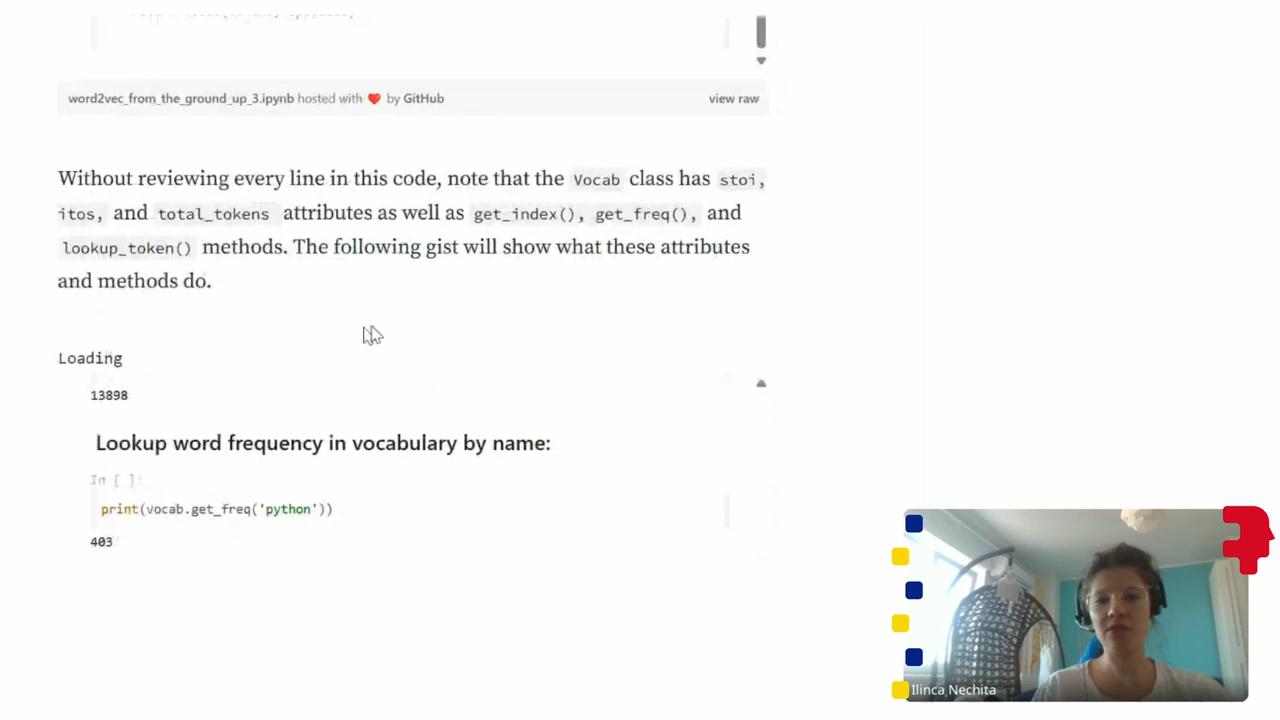 word2vec_from_the_ground_up_3.ipynb hosted with ❤ by GitHub view raw
Without reviewing every line in this code, note that the Vocab class has stoi,
itos, and total_tokens attributes as well as get_index(), get_freq(), and
lookup_token() methods. The following gist will show what these attributes
and methods do.
Loading
13898
Lookup word frequency in vocabulary by name:
In [ ]:
print(vocab.get_freq('python'))
403
Ilinca Nechita